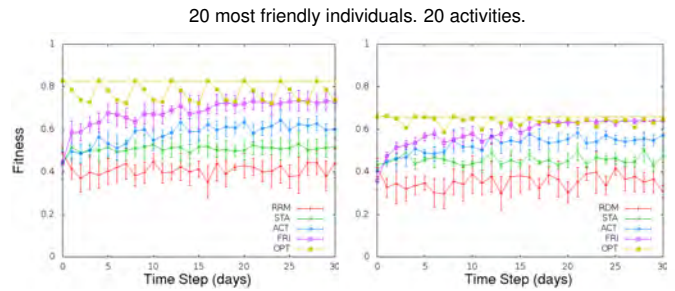 20 most friendly individuals. 20 activities.
Fitness
1
0.8
0.6
0.4
0.2
0
RRM
STA
ACT
FRI
OPT
0 5 10 15 20 25 30
Time Step (days)
1
0.8
0.6
0.4
0.2
0
RDM
STA
ACT
FRI
OPT
0 5 10 15 20 25 30
Time Step (days)